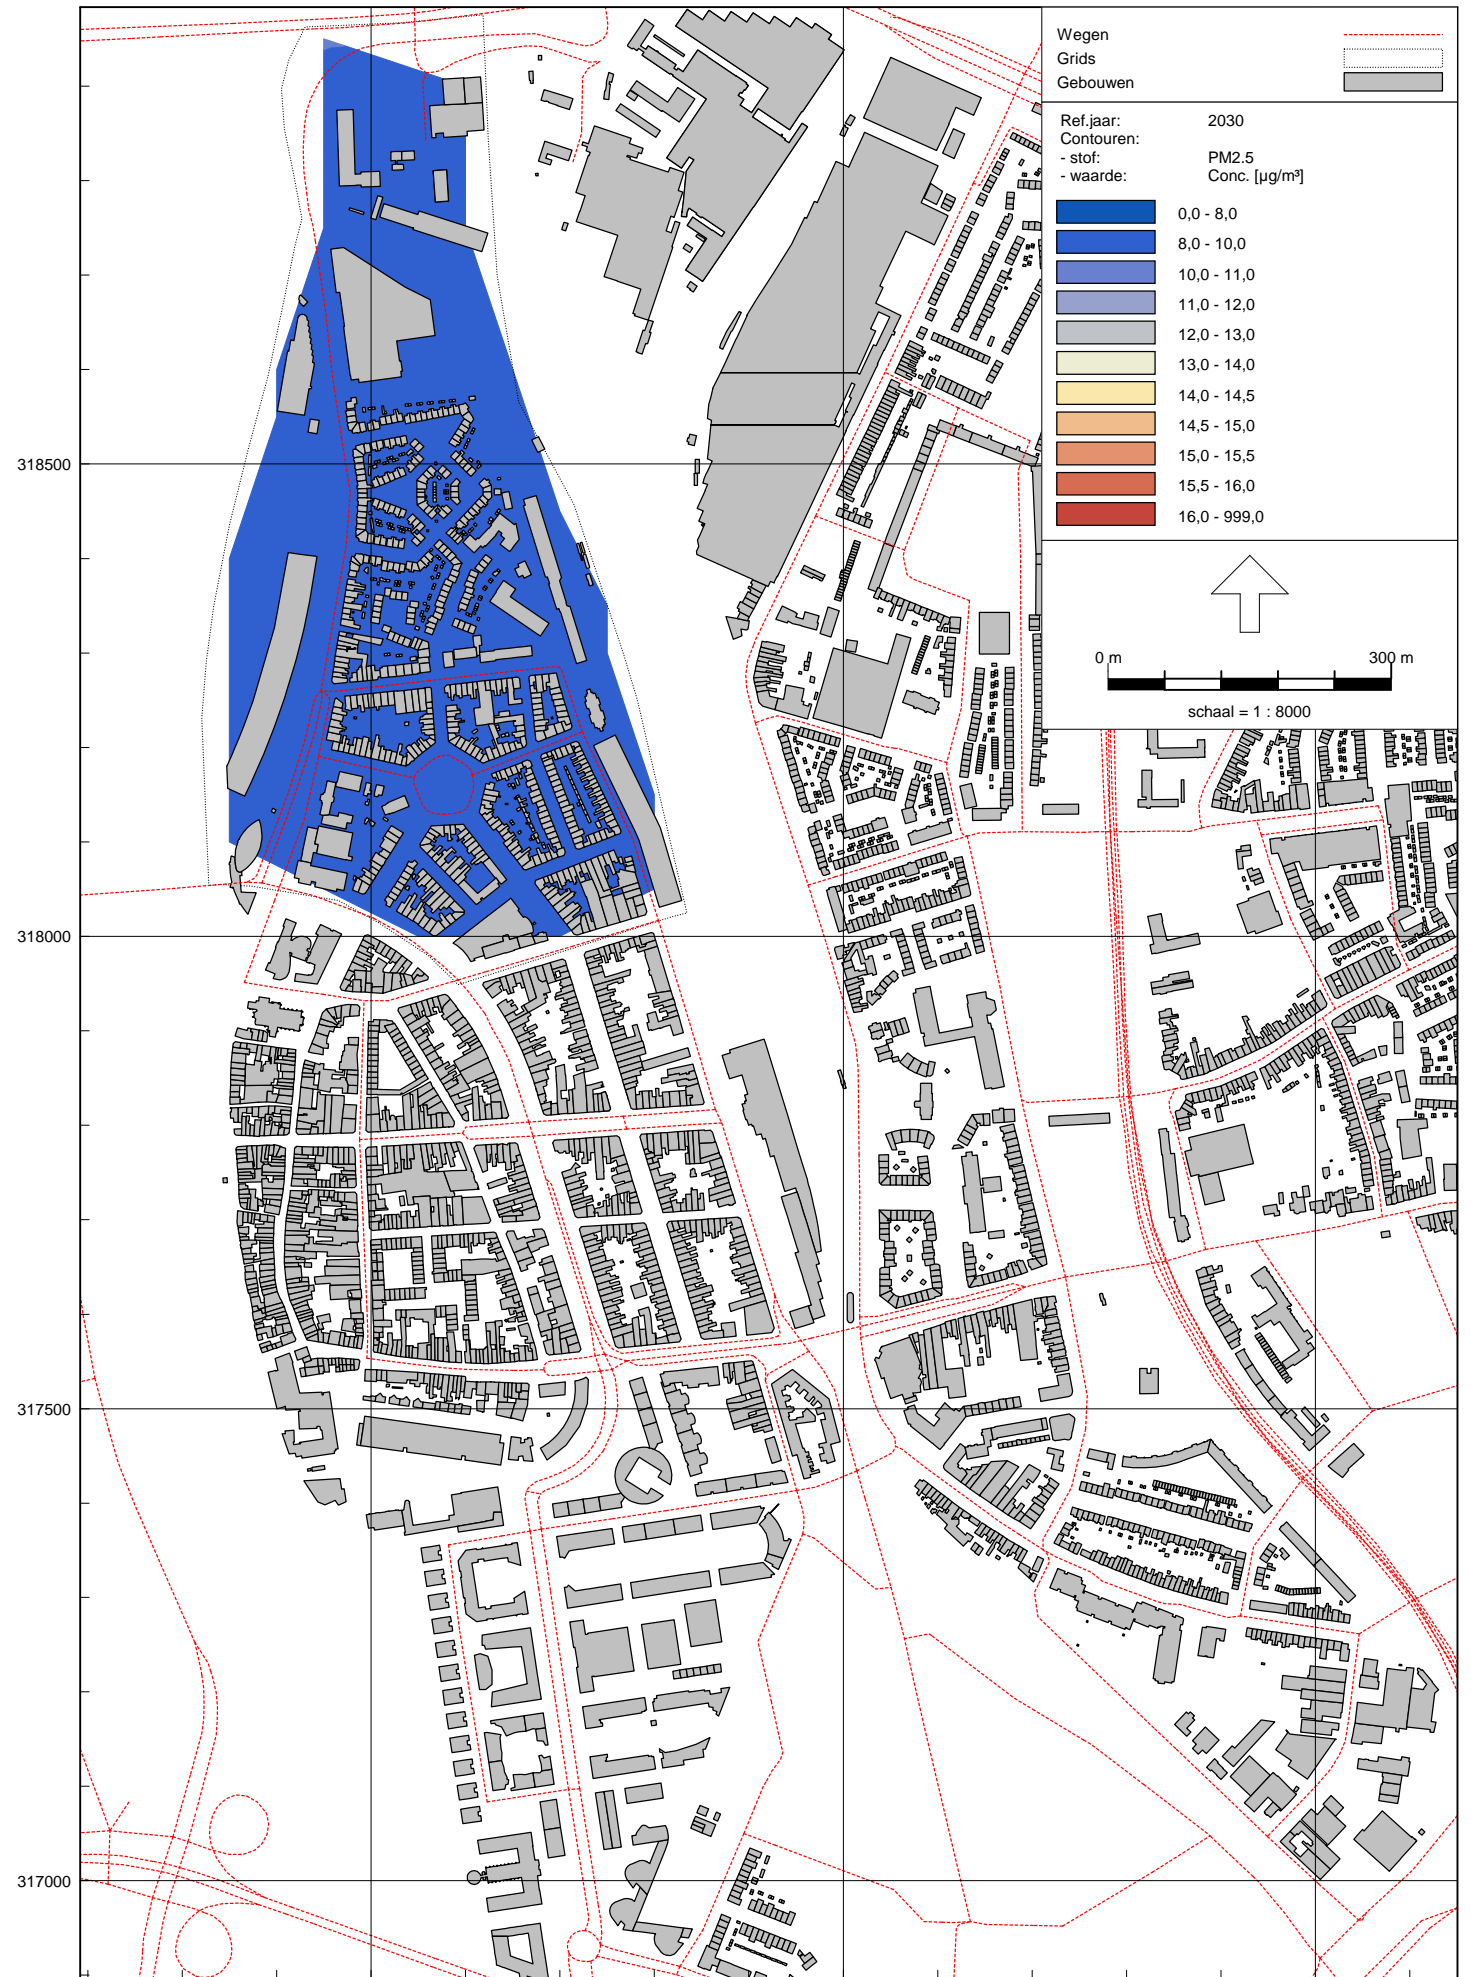 Wegen
Grids
Gebouwen
Ref.jaar: 2030
Contouren:
- stof: PM2.5
- waarde: Conc. [µg/m³]
0,0 - 8,0
8,0 - 10,0
10,0 - 11,0
11,0 - 12,0
12,0 - 13,0
13,0 - 14,0
14,0 - 14,5
14,5 - 15,0
15,0 - 15,5
15,5 - 16,0
16,0 - 999,0
0 m 300 m
schaal = 1 : 8000
318500
318000
317500
317000